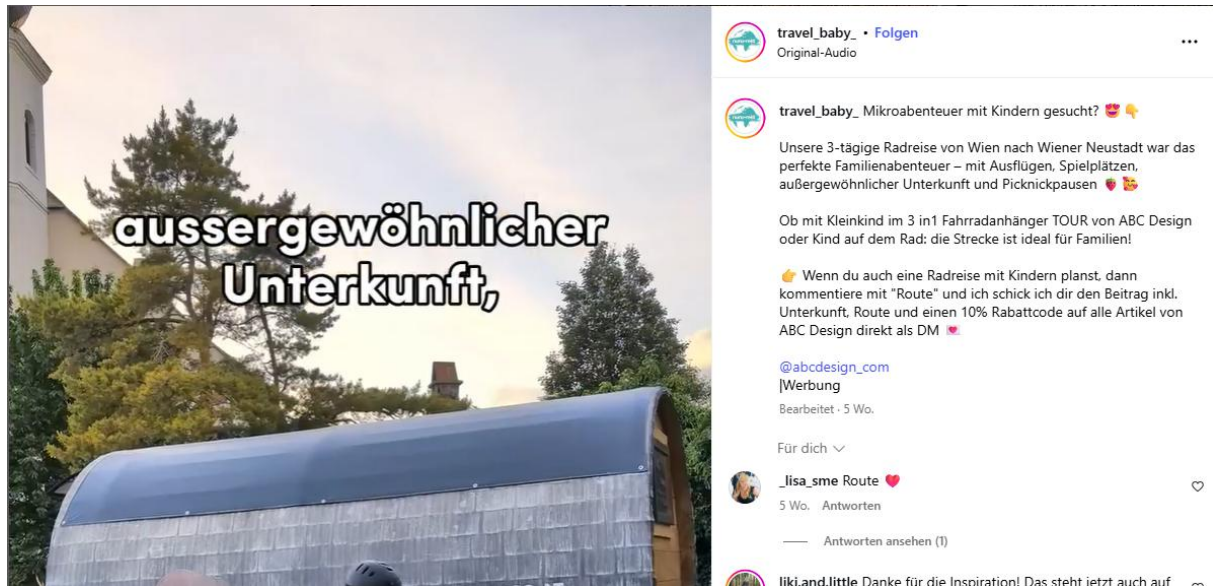 aussergewöhnlicher
Unterkunft,
travel_baby_ • Folgen
Original-Audio
travel_baby_ Mikroabenteuer mit Kindern gesucht? 😍 👇
Unsere 3-tägige Radreise von Wien nach Wiener Neustadt war das
perfekte Familienabenteuer – mit Ausflügen, Spielplätzen,
außergewöhnlicher Unterkunft und Picknickpausen 🍓 🥰
Ob mit Kleinkind im 3 in1 Fahrradanhänger TOUR von ABC Design
oder Kind auf dem Rad: die Strecke ist ideal für Familien!
👉 Wenn du auch eine Radreise mit Kindern planst, dann
kommentiere mit "Route" und ich schick ich dir den Beitrag inkl.
Unterkunft, Route und einen 10% Rabattcode auf alle Artikel von
ABC Design direkt als DM 💌
@abcdesign_com
|Werbung
Bearbeitet · 5 Wo.
Für dich
_lisa_sme Route ❤️
5 Wo. Antworten
Antworten ansehen (1)
liki.and.little Danke für die Inspiration! Das steht jetzt auch auf